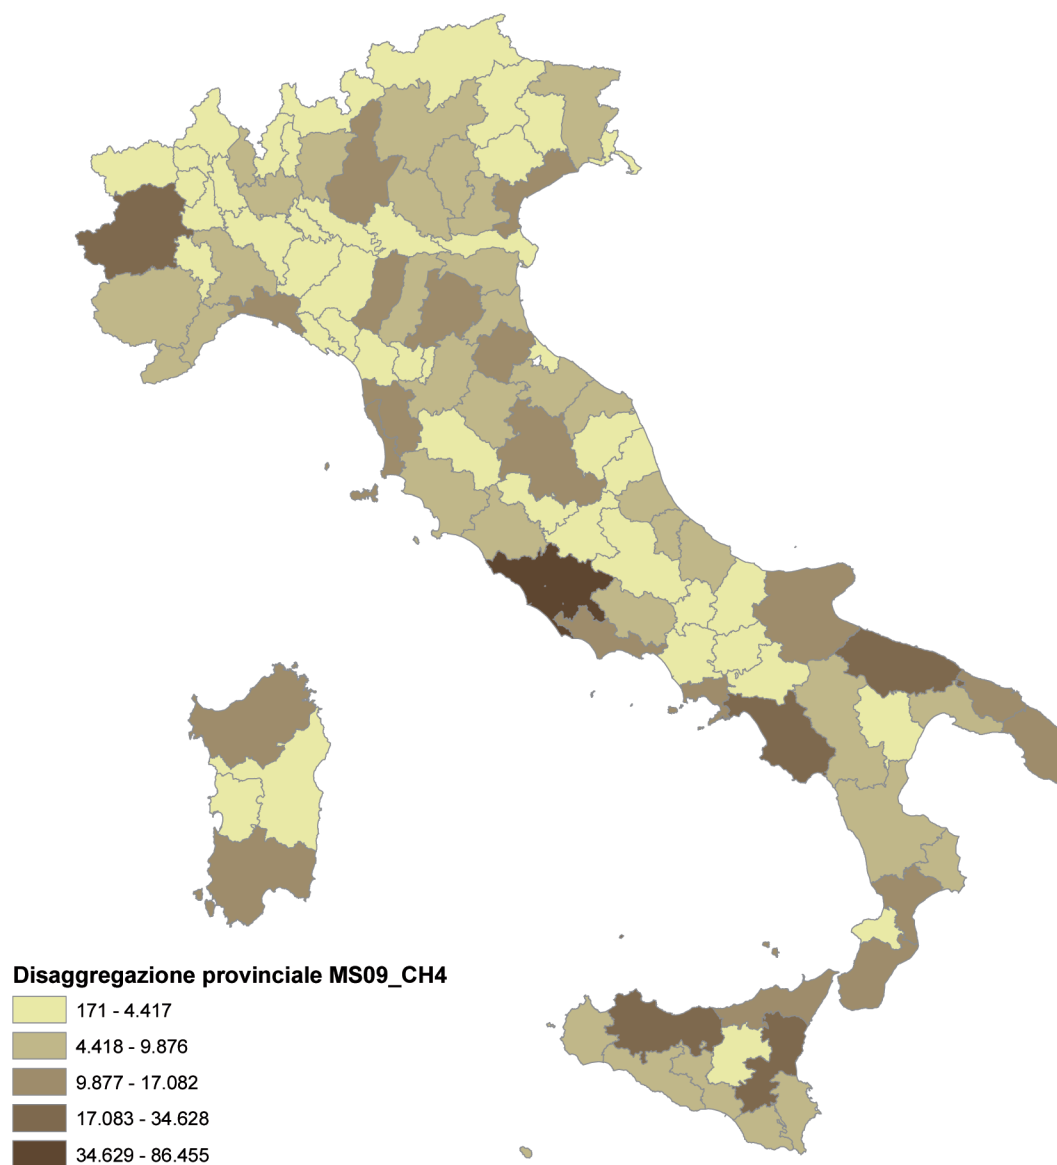 Disaggregazione provinciale MS09_CH4
171 - 4.417
4.418 - 9.876
9.877 - 17.082
17.083 - 34.628
34.629 - 86.455